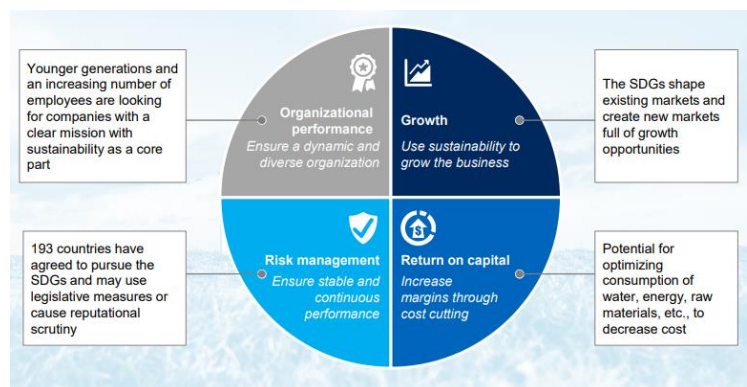 Younger generations and
an increasing number of
employees are looking
for companies with a
clear mission with
sustainability as a core
part
Organizational
performance
Ensure a dynamic and
diverse organization
Growth
Use sustainability to
grow the business
The SDGs shape
existing markets and
create new markets
full of growth
opportunities
193 countries have
agreed to pursue the
SDGs and may use
legislative measures or
cause reputational
scrutiny
Risk management
Ensure stable and
continuous
performance
$
Return on capital
Increase
margins through
cost cutting
Potential for
optimizing
consumption of
water, energy, raw
materials, etc., to
decrease cost